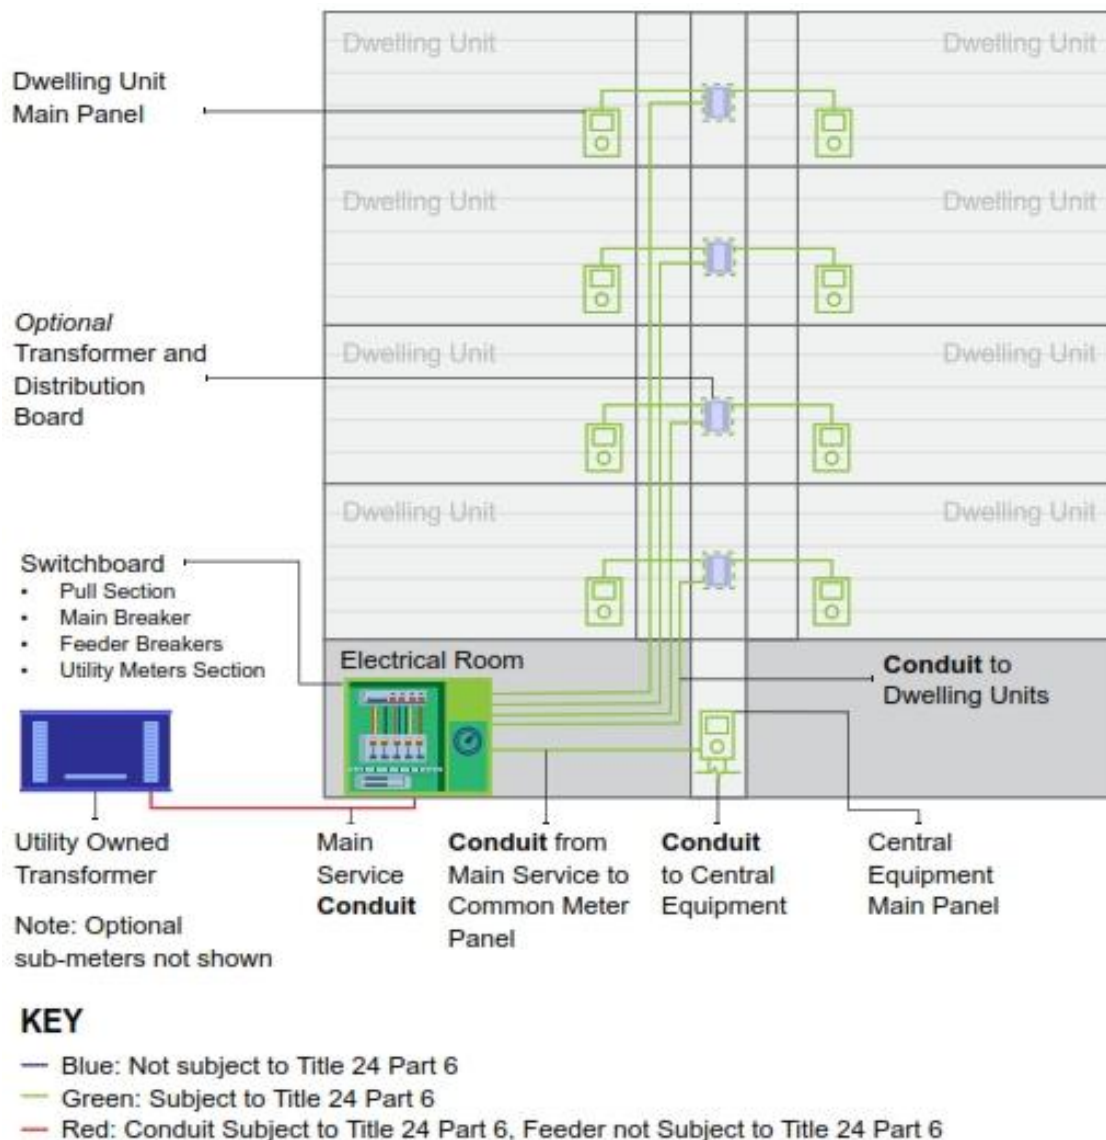 Dwelling Unit
Dwelling Unit
Dwelling Unit
Main Panel
Dwelling Unit
Dwelling Unit
Optional
Transformer and
Distribution
Board
Dwelling Unit
Dwelling Unit
Dwelling Unit
Dwelling Unit
Switchboard
• Pull Section
• Main Breaker
• Feeder Breakers
• Utility Meters Section
Electrical Room
Conduit to
Dwelling Units
Utility Owned
Transformer
Main
Service
Conduit
Conduit from
Main Service to
Common Meter
Panel
Conduit
to Central
Equipment
Central
Equipment
Main Panel
Note: Optional
sub-meters not shown
KEY
Blue: Not subject to Title 24 Part 6
Green: Subject to Title 24 Part 6
Red: Conduit Subject to Title 24 Part 6, Feeder not Subject to Title 24 Part 6